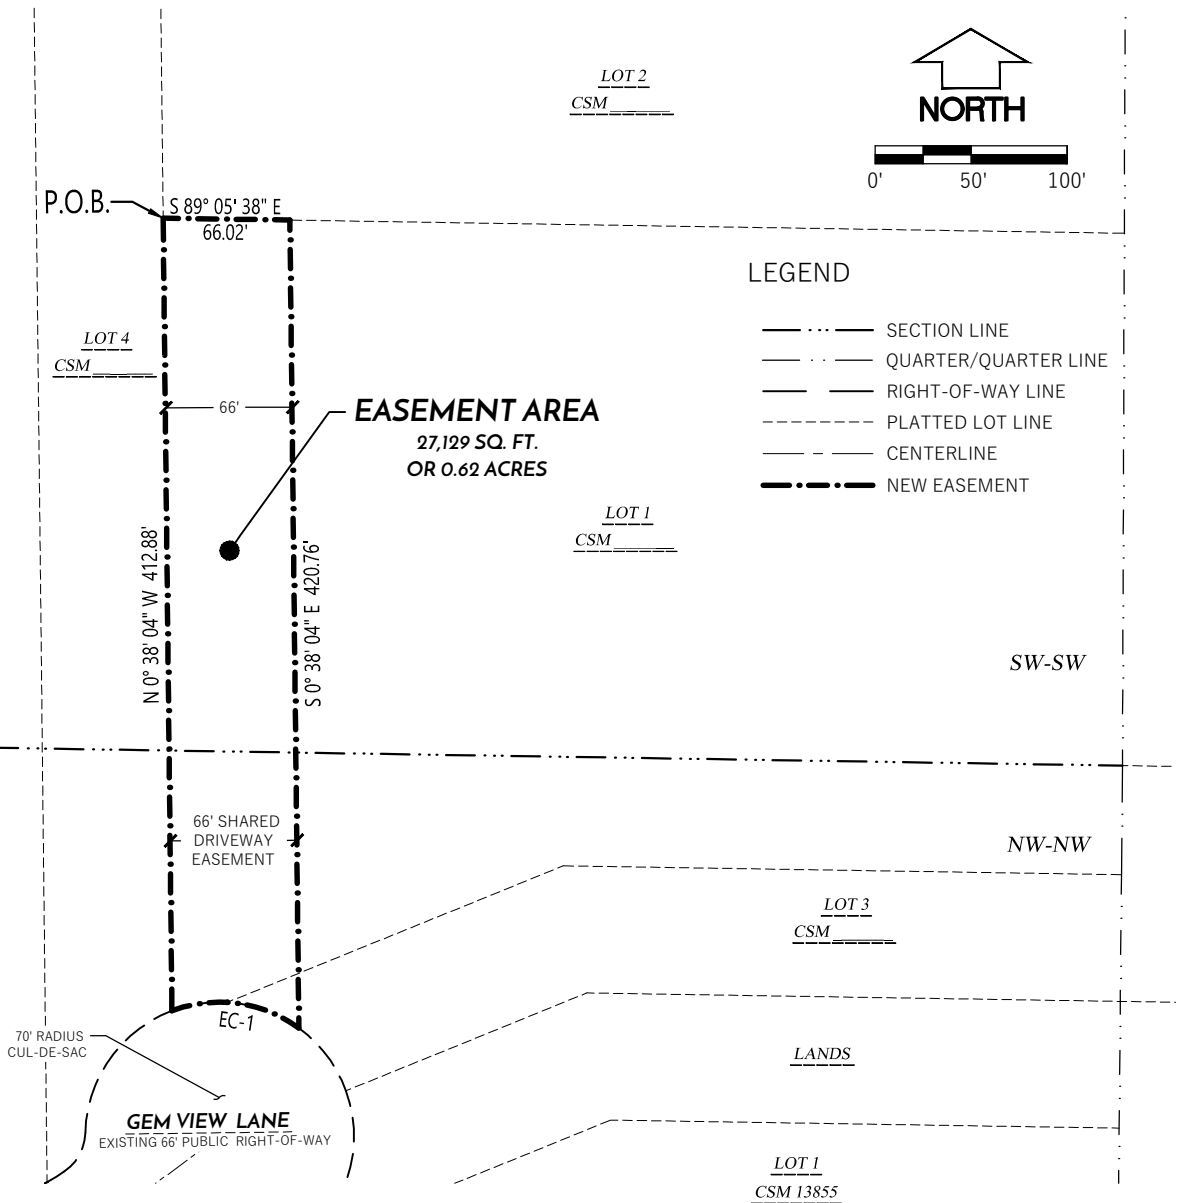 LOT 2
CSM ______
NORTH
0' 50' 100'
P.O.B.
S 89° 05' 38" E
66.02'
LEGEND
SECTION LINE
QUARTER/QUARTER LINE
RIGHT-OF-WAY LINE
PLATTED LOT LINE
CENTERLINE
NEW EASEMENT
LOT 4
CSM ______
66'
EASEMENT AREA
27,129 SQ. FT.
OR 0.62 ACRES
LOT 1
CSM ______
N 0° 38' 04" W 412.88'
S 0° 38' 04" E 420.76'
SW-SW
66' SHARED
DRIVEWAY
EASEMENT
NW-NW
LOT 3
CSM ______
EC-1
70' RADIUS
CUL-DE-SAC
LANDS
GEM VIEW LANE
EXISTING 66' PUBLIC RIGHT-OF-WAY
LOT 1
CSM 13855